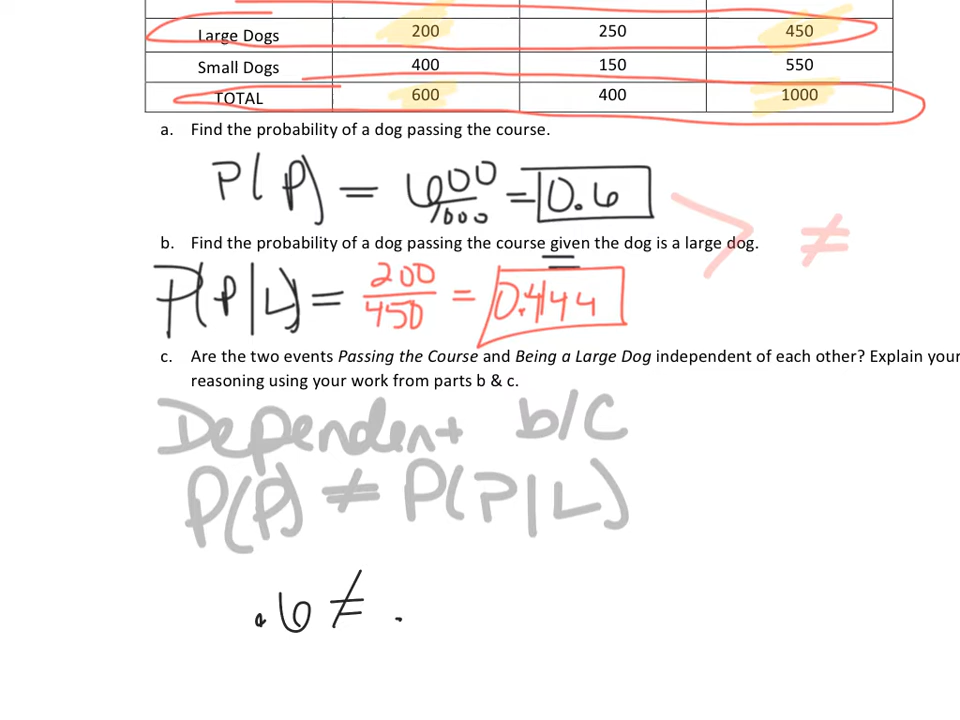 Large Dogs 200 250 450
Small Dogs 400 150 550
TOTAL 600 400 1000
a. Find the probability of a dog passing the course.
P(P) = 600/1000 = 0.6
> ≠
b. Find the probability of a dog passing the course given the dog is a large dog.
P(P|L) = 200/450 = 0.444
c. Are the two events Passing the Course and Being a Large Dog independent of each other? Explain your
reasoning using your work from parts b & c.
Dependent b/c
P(P) ≠ P(P|L)
.6 ≠ .